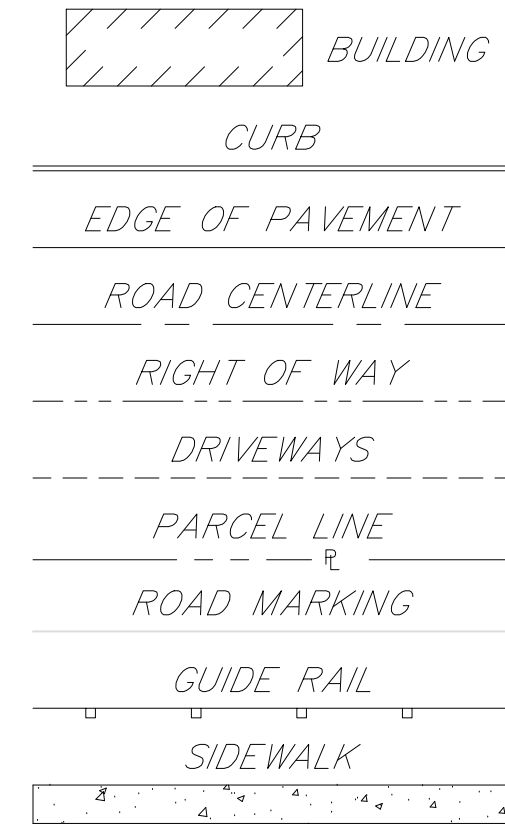 BUILDING
CURB
EDGE OF PAVEMENT
ROAD CENTERLINE
RIGHT OF WAY
DRIVEWAYS
PARCEL LINE
PL
ROAD MARKING
GUIDE RAIL
SIDEWALK